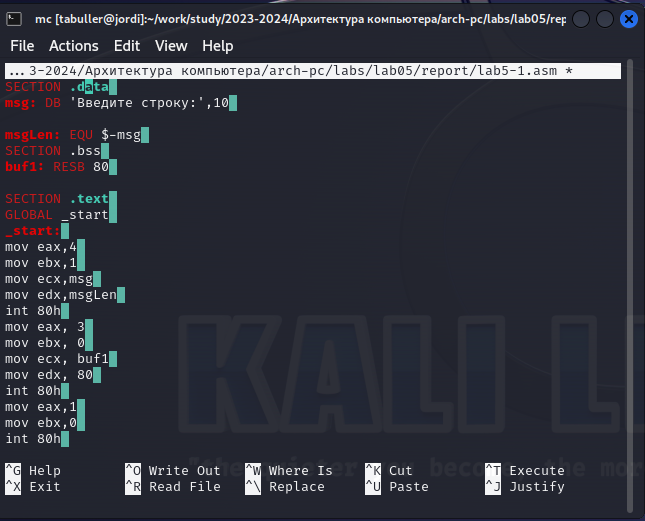 mc [tabuller@jordi]:~/work/study/2023-2024/Архитектура компьютера/arch-pc/labs/lab05/rep
File Actions Edit View Help
...3-2024/Архитектура компьютера/arch-pc/labs/lab05/report/lab5-1.asm *
SECTION .data
msg: DB 'Введите строку:',10
msgLen: EQU $-msg
SECTION .bss
buf1: RESB 80
SECTION .text
GLOBAL _start
_start:
mov eax,4
mov ebx,1
mov ecx,msg
mov edx,msgLen
int 80h
mov eax, 3
mov ebx, 0
mov ecx, buf1
mov edx, 80
int 80h
mov eax,1
mov ebx,0
int 80h
KALI LI
^G Help ^O Write Out ^W Where Is ^K Cut ^T Execute
^X Exit ^R Read File ^\ Replace ^U Paste ^J Justify